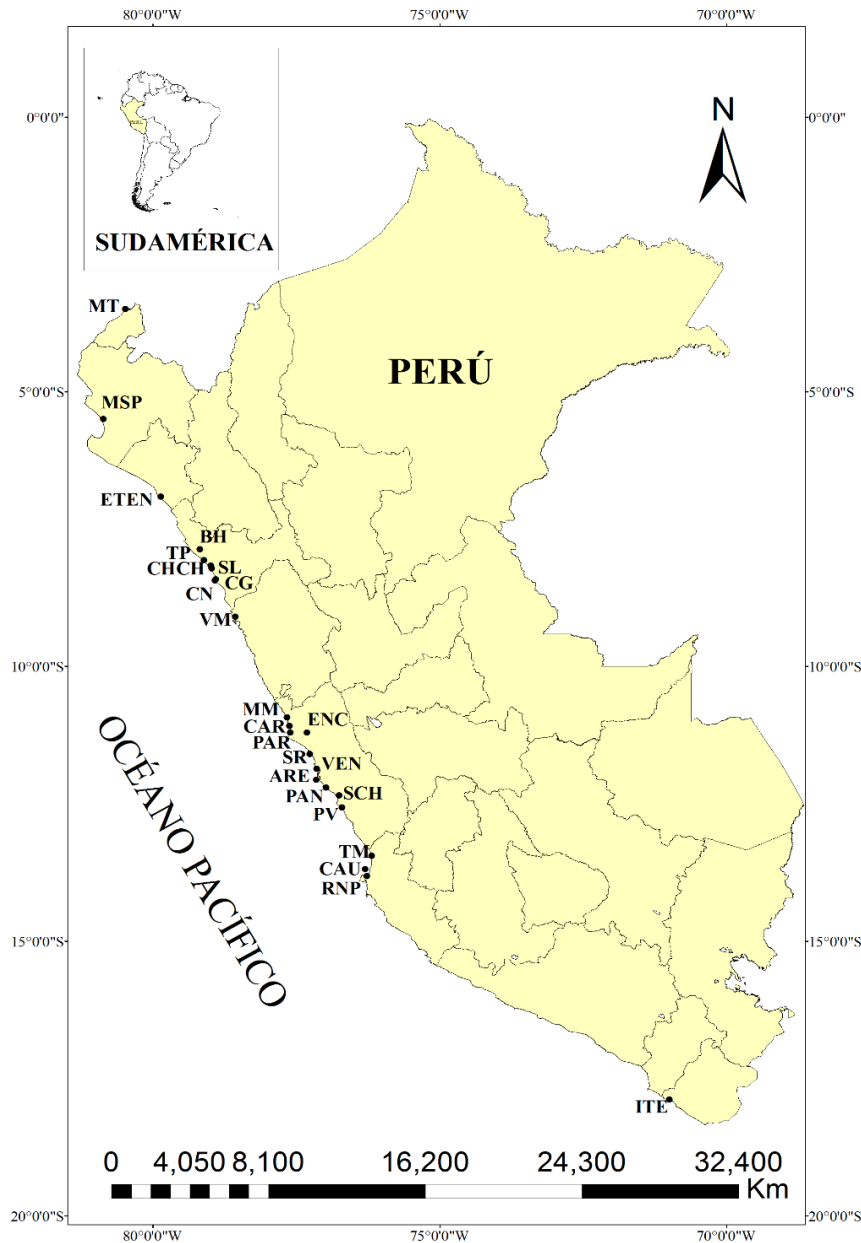 80°0'0"W 75°0'0"W 70°0'0"W
SUDAMÉRICA
N
0°0'0"
MT
PERÚ
5°0'0"S 5°0'0"S
MSP
ETEN
BH
TP
CHCH SL
CN CG
VM
10°0'0"S 10°0'0"S
MM
CAR ENC
PAR
SR VEN
ARE
PAN SCH
PV
TM
CAU
RNP
OCÉANO PACÍFICO
15°0'0"S 15°0'0"S
ITE
0 4,050 8,100 16,200 24,300 32,400
Km
20°0'0"S 20°0'0"S
80°0'0"W 75°0'0"W 70°0'0"W